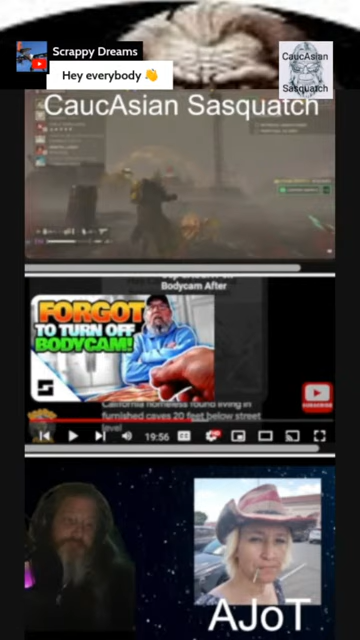 Scrappy Dreams
Hey everybody 👋
CaucAsian
Sasquatch
CaucAsian Sasquatch
Bodycam After
FORGOT
TO TURN OFF
BODYCAM!
California homeless found living in
furnished caves 20 feet below street
level
SUBSCRIBE
19:56
AJoT